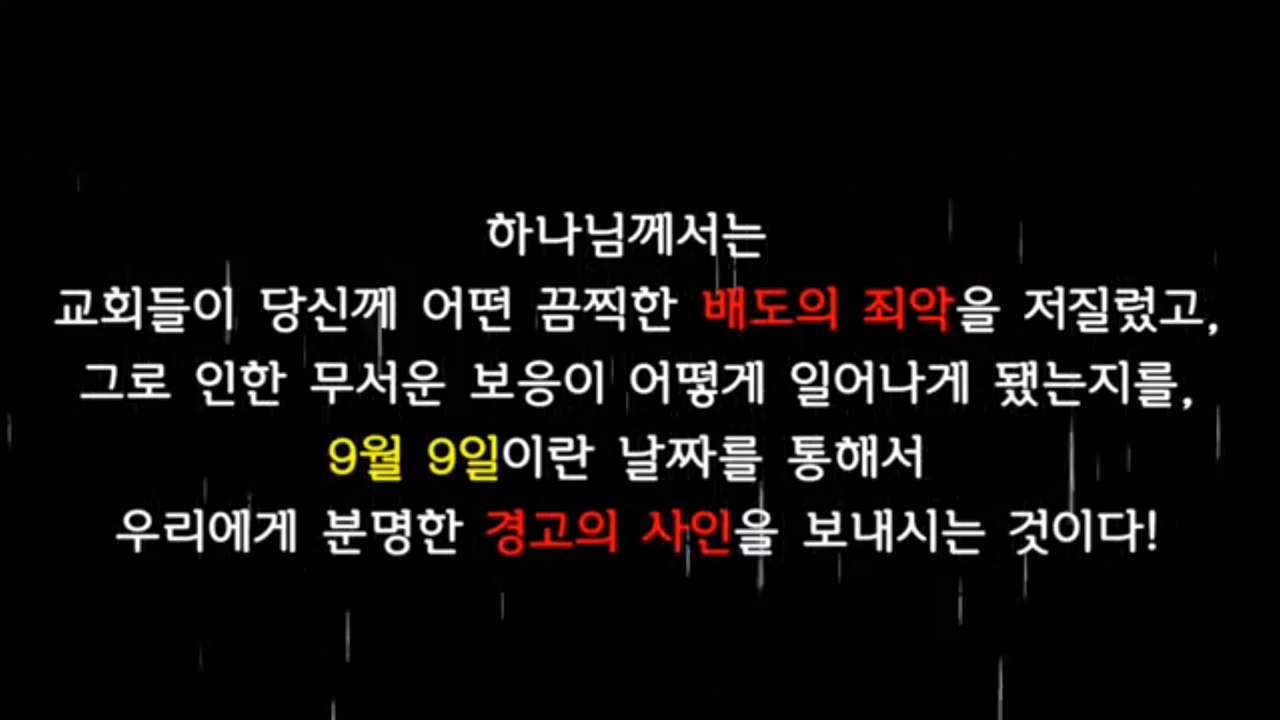 하나님께서는
교회들이 당신께 어떤 끔찍한 배도의 죄악을 저질렀고,
그로 인한 무서운 보응이 어떻게 일어나게 됐는지를,
9월 9일이란 날짜를 통해서
우리에게 분명한 경고의 사인을 보내시는 것이다!